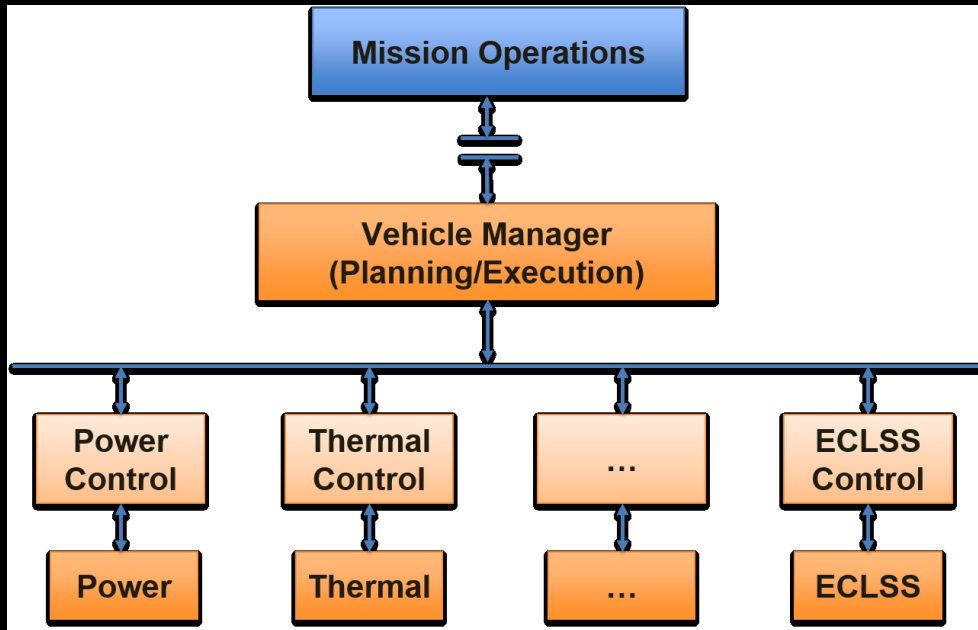 Mission Operations
Vehicle Manager
(Planning/Execution)
Power
Control
Thermal
Control
...
ECLSS
Control
Power
Thermal
...
ECLSS